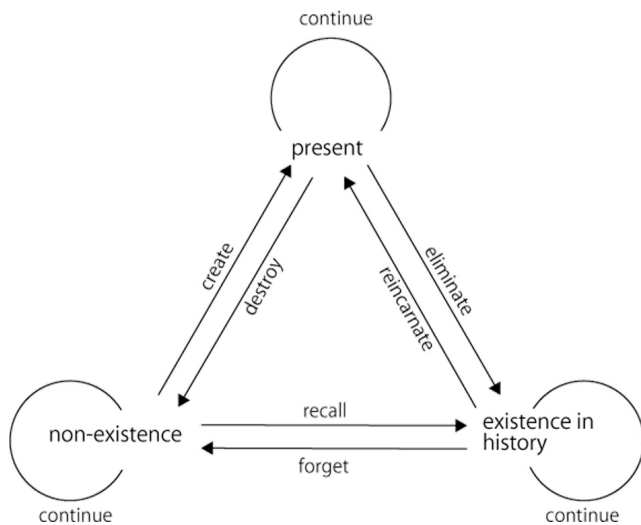 continue
present
create
destroy
eliminate
reincarnate
non-existence
recall
existence in
history
forget
continue
continue